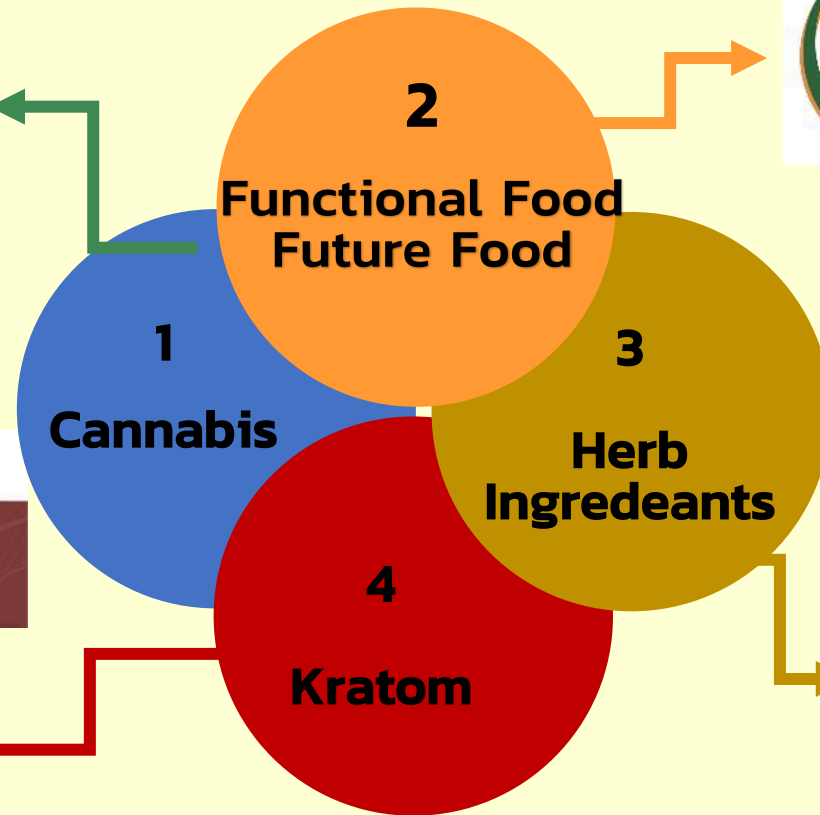 2
Functional Food
Future Food
1
Cannabis
3
Herb
Ingredeants
4
Kratom